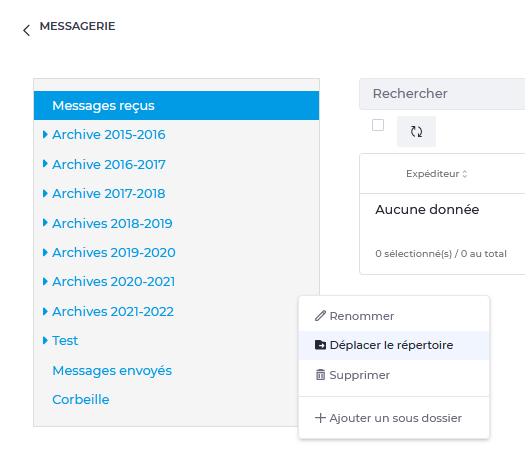 MESSAGERIE
Messages reçus
Archive 2015-2016
Archive 2016-2017
Archive 2017-2018
Archives 2018-2019
Archives 2019-2020
Archives 2020-2021
Archives 2021-2022
Test
Messages envoyés
Corbeille
Rechercher
Expéditeur
Aucune donnée
0 sélectionné(s) / 0 au total
Renommer
Déplacer le répertoire
Supprimer
Ajouter un sous dossier